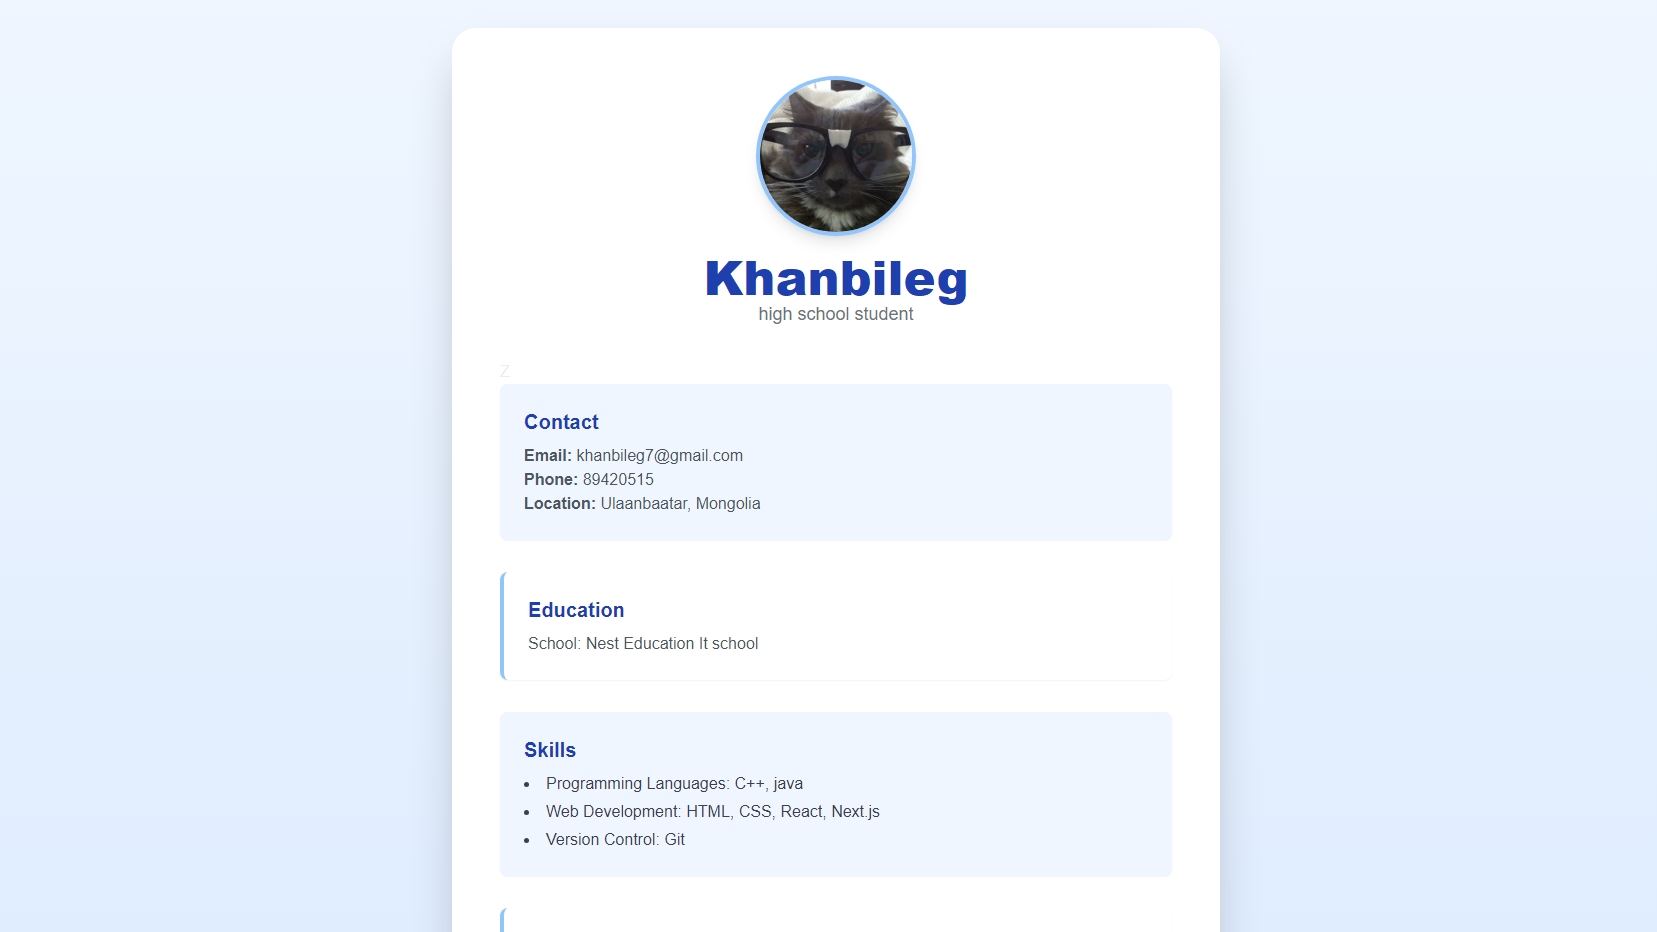 Khanbileg
high school student
Z
Contact
Email: khanbileg7@gmail.com
Phone: 89420515
Location: Ulaanbaatar, Mongolia
Education
School: Nest Education It school
Skills
• Programming Languages: C++, java
• Web Development: HTML, CSS, React, Next.js
• Version Control: Git